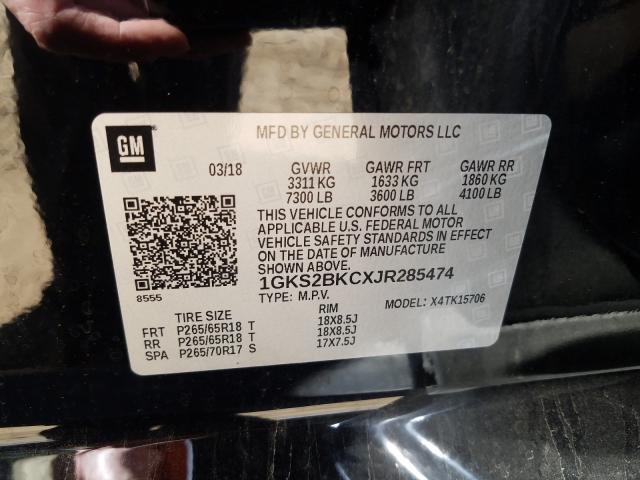 GM
MFD BY GENERAL MOTORS LLC
03/18 GVWR GAWR FRT GAWR RR
3311 KG 1633 KG 1860 KG
7300 LB 3600 LB 4100 LB
THIS VEHICLE CONFORMS TO ALL
APPLICABLE U.S. FEDERAL MOTOR
VEHICLE SAFETY STANDARDS IN EFFECT
ON THE DATE OF MANUFACTURE
SHOWN ABOVE.
8555
1GKS2BKCXJR285474
TYPE: M.P.V. MODEL: X4TK15706
TIRE SIZE RIM
FRT P265/65R18 T 18X8.5J
RR P265/65R18 T 18X8.5J
SPA P265/70R17 S 17X7.5J